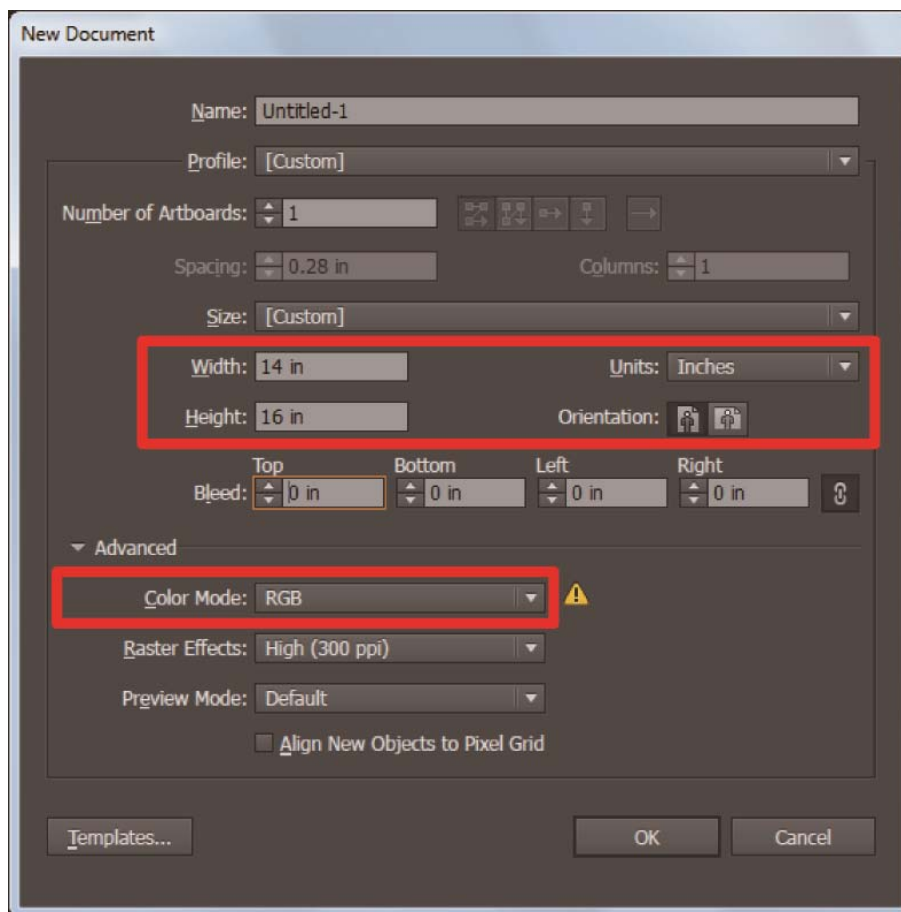 New Document
Name: Untitled-1
Profile: [Custom]
Number of Artboards: 1
Spacing: 0.28 in Columns: 1
Size: [Custom]
Width: 14 in Units: Inches
Height: 16 in Orientation:
Top Bottom Left Right
Bleed: 0 in 0 in 0 in 0 in
Advanced
Color Mode: RGB
Raster Effects: High (300 ppi)
Preview Mode: Default
Align New Objects to Pixel Grid
Templates... OK Cancel